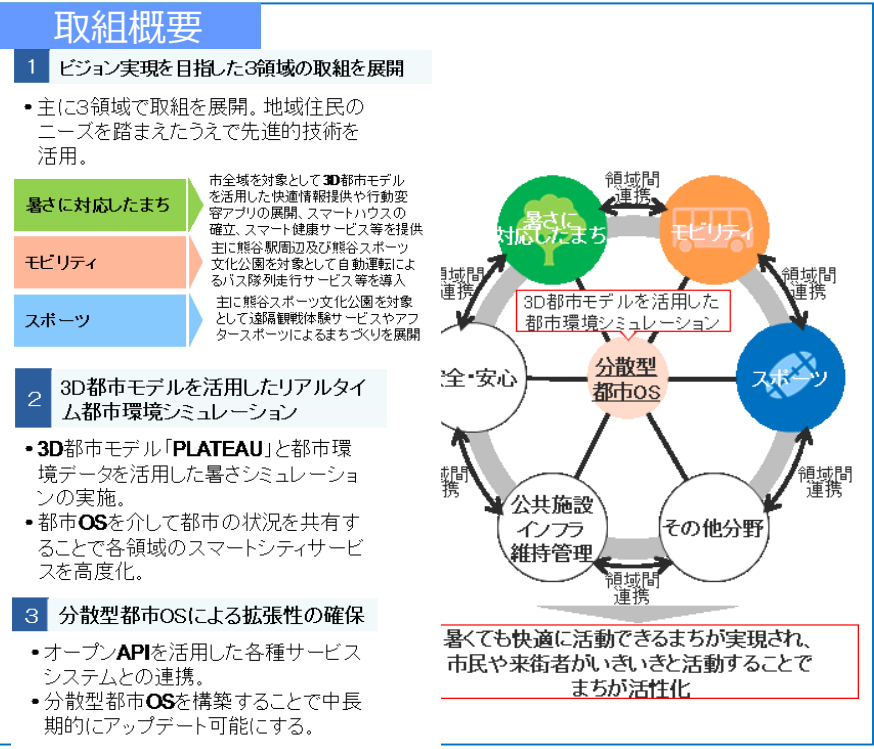 取組概要
1 ビジョン実現を目指した3領域の取組を展開
•主に3領域で取組を展開。地域住民の
ニーズを踏まえたうえで先進的技術を
活用。
暑さに対応したまち
市全域を対象として3D都市モデル
を活用した快適情報提供や行動変
容アプリの展開、スマートハウスの
確立、スマート健康サービス等を提供
モビリティ
主に熊谷駅周辺及び熊谷スポーツ
文化公園を対象として自動運転によ
るバス隊列走行サービス等を導入
スポーツ
主に熊谷スポーツ文化公園を対象
として遠隔観戦体験サービスやアフ
タースポーツによるまちづくりを展開
2 3D都市モデルを活用したリアルタイ
ム都市環境シミュレーション
•3D都市モデル「PLATEAU」と都市環
境データを活用した暑さシミュレーショ
ンの実施。
•都市OSを介して都市の状況を共有す
ることで各領域のスマートシティサービ
スを高度化。
3 分散型都市OSによる拡張性の確保
•オープンAPIを活用した各種サービス
システムとの連携。
•分散型都市OSを構築することで中長
期的にアップデート可能にする。
領域間
連携
暑さに
対応したまち
モビリティ
領域間
連携
領域間
連携
3D都市モデルを活用した
都市環境シミュレーション
全・安心
分散型
都市OS
スポーツ
域間
携
領域間
連携
公共施設
インフラ
維持管理
その他分野
領域間
連携
暑くても快適に活動できるまちが実現され、
市民や来街者がいきいきと活動することで
まちが活性化